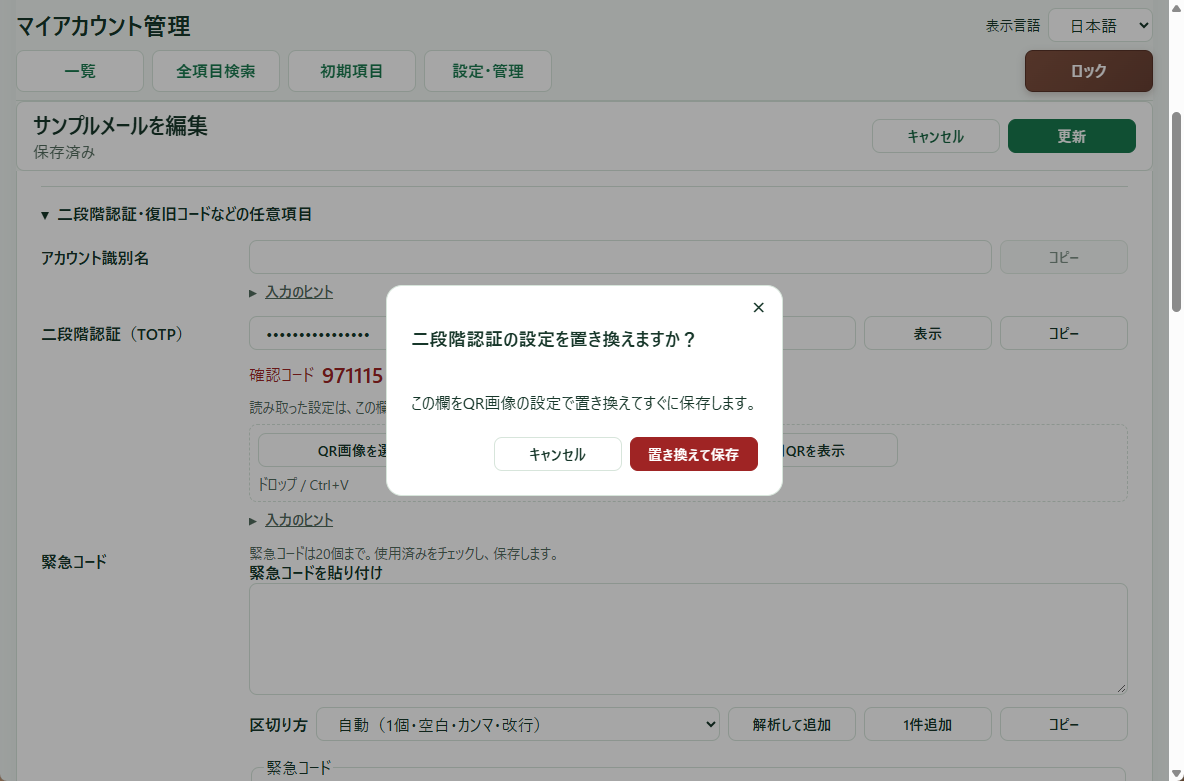 マイアカウント管理
表示言語 日本語
一覧 全項目検索 初期項目 設定・管理 ロック
サンプルメールを編集
保存済み
キャンセル 更新
▼ 二段階認証・復旧コードなどの任意項目
アカウント識別名 コピー
▶ 入力のヒント
二段階認証（TOTP） ••••••••••••••• 表示 コピー
確認コード 971115
読み取った設定は、この欄
QR画像を選 QRを表示
ドロップ / Ctrl+V
▶ 入力のヒント
×
二段階認証の設定を置き換えますか？
この欄をQR画像の設定で置き換えてすぐに保存します。
キャンセル 置き換えて保存
緊急コード
緊急コードは20個まで。使用済みをチェックし、保存します。
緊急コードを貼り付け
区切り方 自動（1個・空白・カンマ・改行） 解析して追加 1件追加 コピー
緊急コード